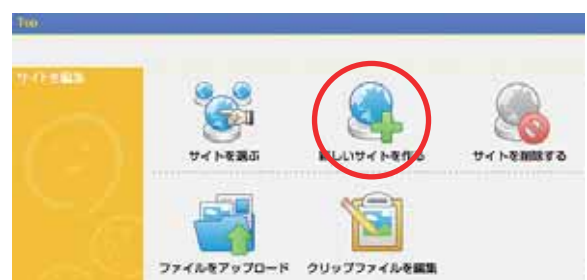 Top
サイトを編集
サイトを選ぶ
新しいサイトを作る
サイトを削除する
ファイルをアップロード
クリップファイルを編集